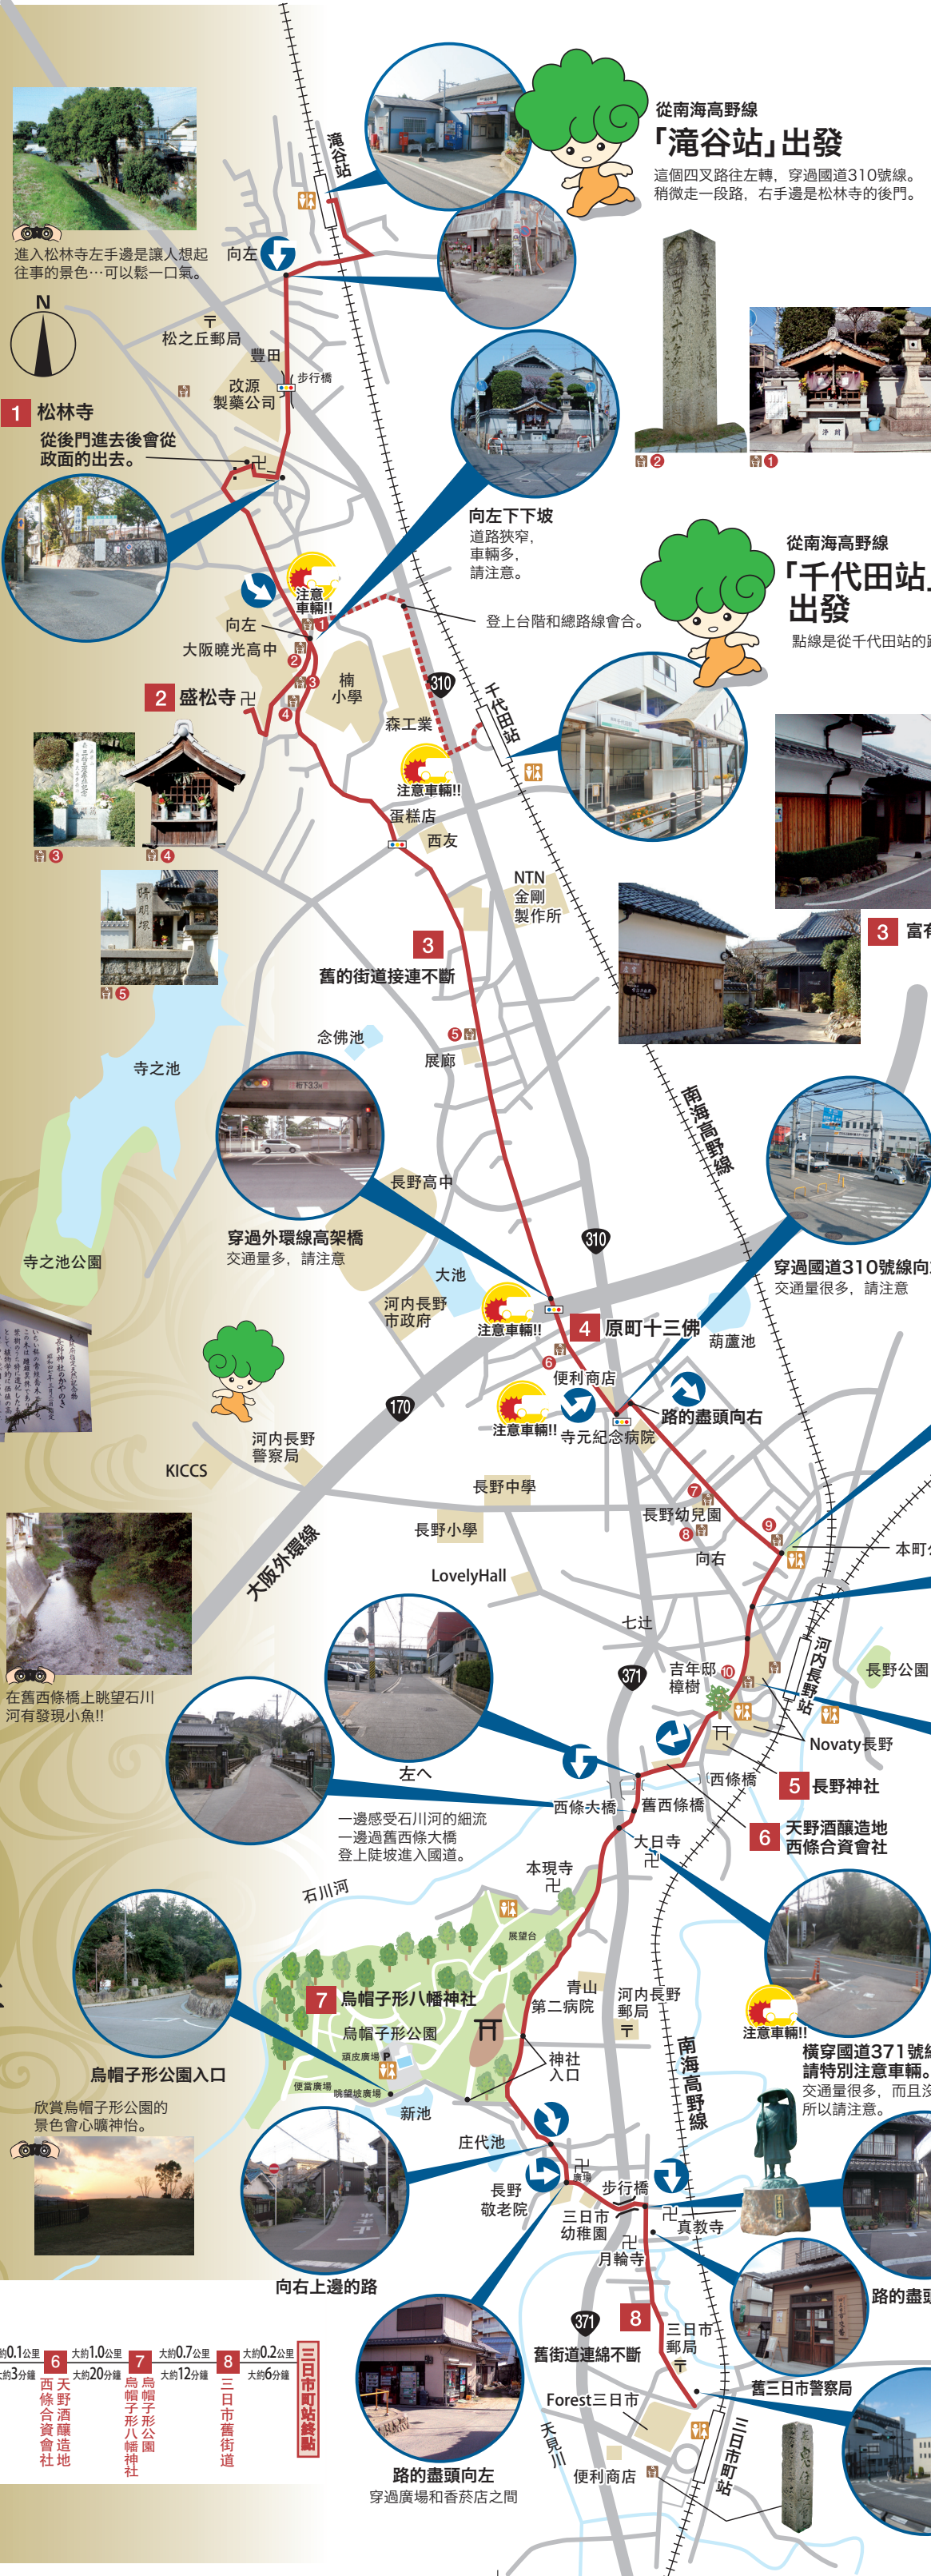 從南海高野線
「滝谷站」出發
這個四叉路往左轉，穿過國道310號線。
稍微走一段路，右手邊是松林寺的後門。
滝谷站
進入松林寺左手邊是讓人想起
往事的景色…可以鬆一口氣。
向左
N
松之丘郵局
豐田
改源
製藥公司
步行橋
1 松林寺
從後門進去後會從
政面的出去。
2
1
向左下下坡
道路狹窄，
車輛多，
請注意。
從南海高野線
「千代田站」
出發
點線是從千代田站的
登上台階和總路線會合。
注意
車輛!!
向左
1
大阪曉光高中
2
3
4
楠
小學
310
千代田站
2 盛松寺
森工業
注意車輛!!
蛋糕店
西友
3
4
5
NTN
金剛
製作所
3
舊的街道接連不斷
3
5
展廊
念佛池
寺之池
寺之池公園
南海高野線
長野高中
穿過外環線高架橋
交通量多，請注意
310
大池
河內長野
市政府
注意車輛!!
4 原町十三佛
穿過國道310號線向
交通量很多，請注意
葫蘆池
6
便利商店
注意車輛!!
路的盡頭向右
寺元紀念病院
170
河內長野
警察局
KICCS
長野中學
7
長野幼兒園
8
9
長野小學
向右
本町
大阪外環線
LovelyHall
七辻
河內長野站
371
吉年邸
樟樹
10
長野公園
在舊西條橋上眺望石川
河有發現小魚!!
Novaty長野
5 長野神社
左へ
西條橋
西條大橋
舊西條橋
6 天野酒釀造地
西條合資會社
一邊感受石川河的細流
一邊過舊西條大橋
登上陡坡進入國道。
大日寺
本現寺
石川河
展望台
7 烏帽子形八幡神社
烏帽子形公園
頑皮廣場 P
便當廣場
眺望坡廣場
新池
青山
第二病院
河內長野
郵局
神社
入口
南海高野線
注意車輛!!
橫穿國道371號
請特別注意車輛。
交通量很多，而且
所以請注意。
烏帽子形公園入口
欣賞烏帽子形公園的
景色會心曠神怡。
庄代池
廣場
長野
敬老院
步行橋
三日市
幼稚園
真教寺
月輪寺
向右上邊的路
路的盡
371
8
舊街道連綿不斷
三日市
郵局
舊三日市警察局
Forest三日市
天見川
三日市町站
便利商店
路的盡頭向左
穿過廣場和香菸店之間
約0.1公里
大約3分鐘
6
西條合資會社
天野酒釀造地
大約1.0公里
大約20分鐘
7
烏帽子形八幡神社
烏帽子形公園
大約0.7公里
大約12分鐘
8
三日市舊街道
大約0.2公里
大約6分鐘
三日市町站終點